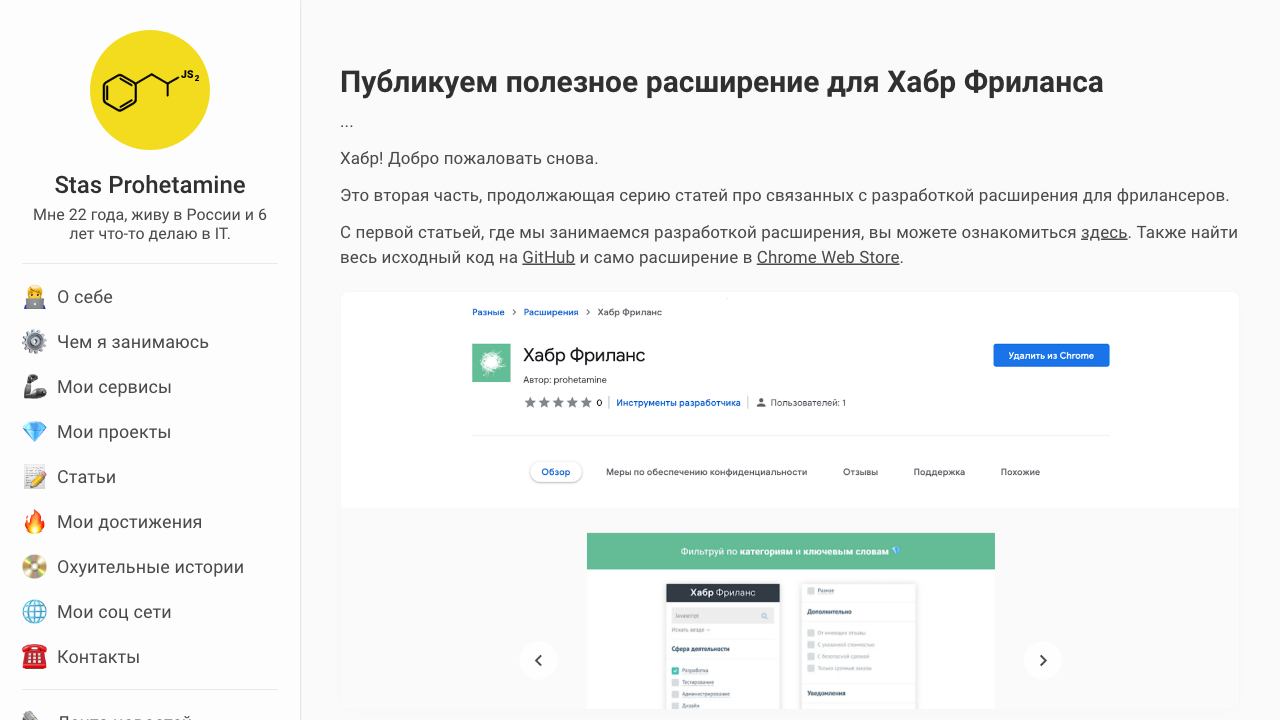 JS2
Stas Prohetamine
Мне 22 года, живу в России и 6
лет что-то делаю в IT.
О себе
Чем я занимаюсь
Мои сервисы
Мои проекты
Статьи
Мои достижения
Охуительные истории
Мои соц сети
Контакты
Лента новостей
Публикуем полезное расширение для Хабр Фриланса
...
Хабр! Добро пожаловать снова.
Это вторая часть, продолжающая серию статей про связанных с разработкой расширения для фрилансеров.
С первой статьей, где мы занимаемся разработкой расширения, вы можете ознакомиться здесь. Также найти
весь исходный код на GitHub и само расширение в Chrome Web Store.
Разные > Расширения > Хабр Фриланс
Хабр Фриланс
Удалить из Chrome
Автор: prohetamine
0 | Инструменты разработчика | Пользователей: 1
Обзор Меры по обеспечению конфиденциальности Отзывы Поддержка Похожие
Фильтруй по категориям и ключевым словам
Хабр Фриланс
Javascript
Искать везде
Сфера деятельности
Разработка
Тестирование
Администрирование
Дизайн
Разное
Дополнительно
От имеющих отзывы
С указанной стоимостью
С безопасной сделкой
Только срочные заказы
Уведомления